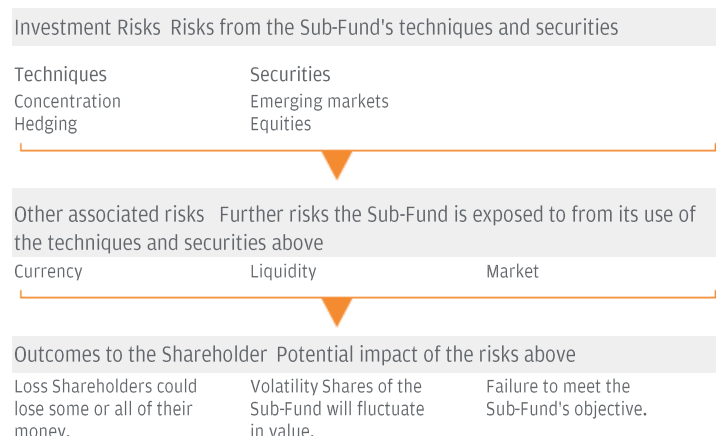 Investment Risks Risks from the Sub-Fund's techniques and securities
Techniques Securities
Concentration Emerging markets
Hedging Equities
Other associated risks Further risks the Sub-Fund is exposed to from its use of
the techniques and securities above
Currency Liquidity Market
Outcomes to the Shareholder Potential impact of the risks above
Loss Shareholders could Volatility Shares of the Failure to meet the
lose some or all of their Sub-Fund will fluctuate Sub-Fund's objective.
money. in value.